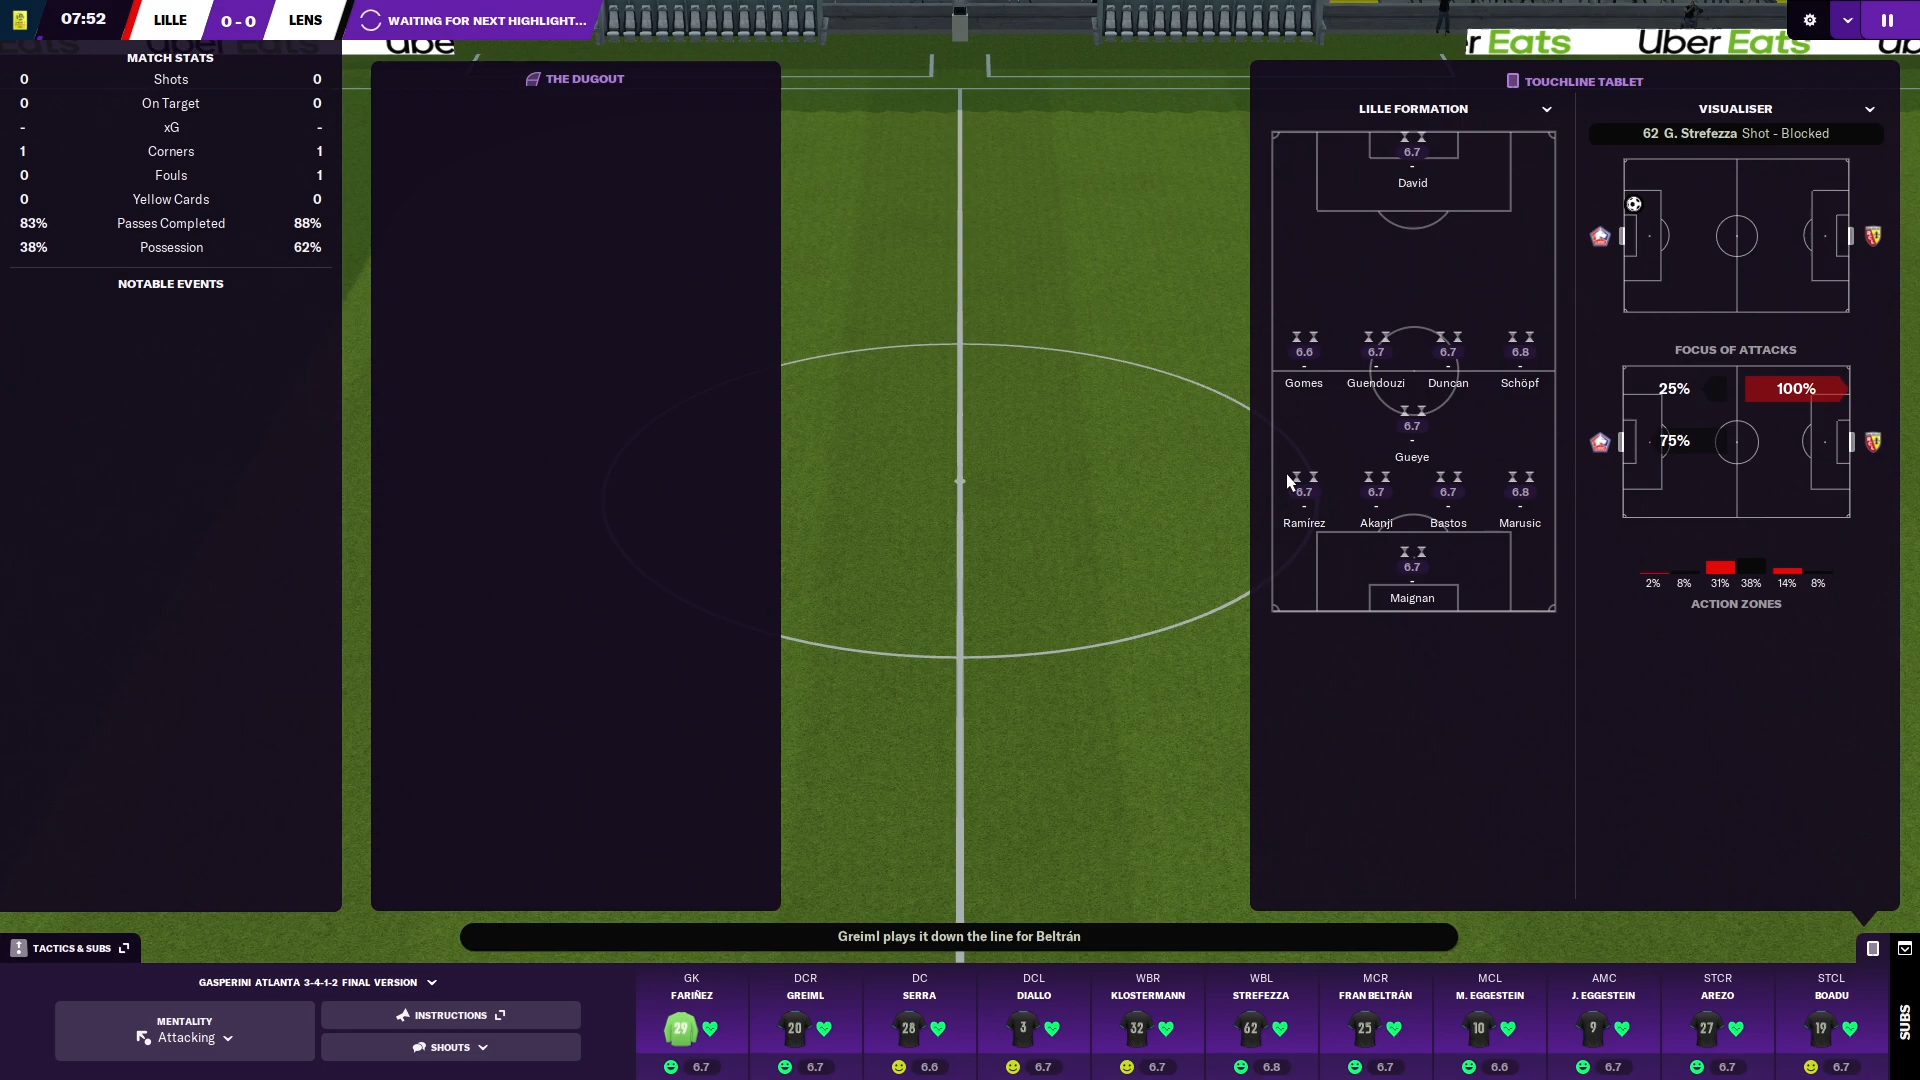 07:52 LILLE 0 - 0 LENS WAITING FOR NEXT HIGHLIGHT...
Uber Eats
MATCH STATS
0 Shots 0
0 On Target 0
- xG -
1 Corners 1
0 Fouls 1
0 Yellow Cards 0
83% Passes Completed 88%
38% Possession 62%
NOTABLE EVENTS
THE DUGOUT
TOUCHLINE TABLET
LILLE FORMATION
6.7
-
David
6.6 6.7 6.7 6.8
- - - -
Gomes Guendouzi Duncan Schöpf
6.7
-
Gueye
6.7 6.7 6.7 6.8
- - - -
Ramírez Akanji Bastos Marusic
6.7
-
Maignan
VISUALISER
62 G. Strefezza Shot - Blocked
FOCUS OF ATTACKS
25% 100%
75%
2% 8% 31% 38% 14% 8%
ACTION ZONES
Greiml plays it down the line for Beltrán
TACTICS & SUBS
GASPERINI ATLANTA 3-4-1-2 FINAL VERSION
MENTALITY
Attacking
INSTRUCTIONS
SHOUTS
GK DCR DC DCL WBR WBL MCR MCL AMC STCR STCL
FARIÑEZ GREIML SERRA DIALLO KLOSTERMANN STREFEZZA FRAN BELTRÁN M. EGGESTEIN J. EGGESTEIN AREZO BOADU
29 20 28 3 32 62 25 10 9 27 19
6.7 6.7 6.6 6.7 6.7 6.8 6.7 6.6 6.7 6.7 6.7
SUBS